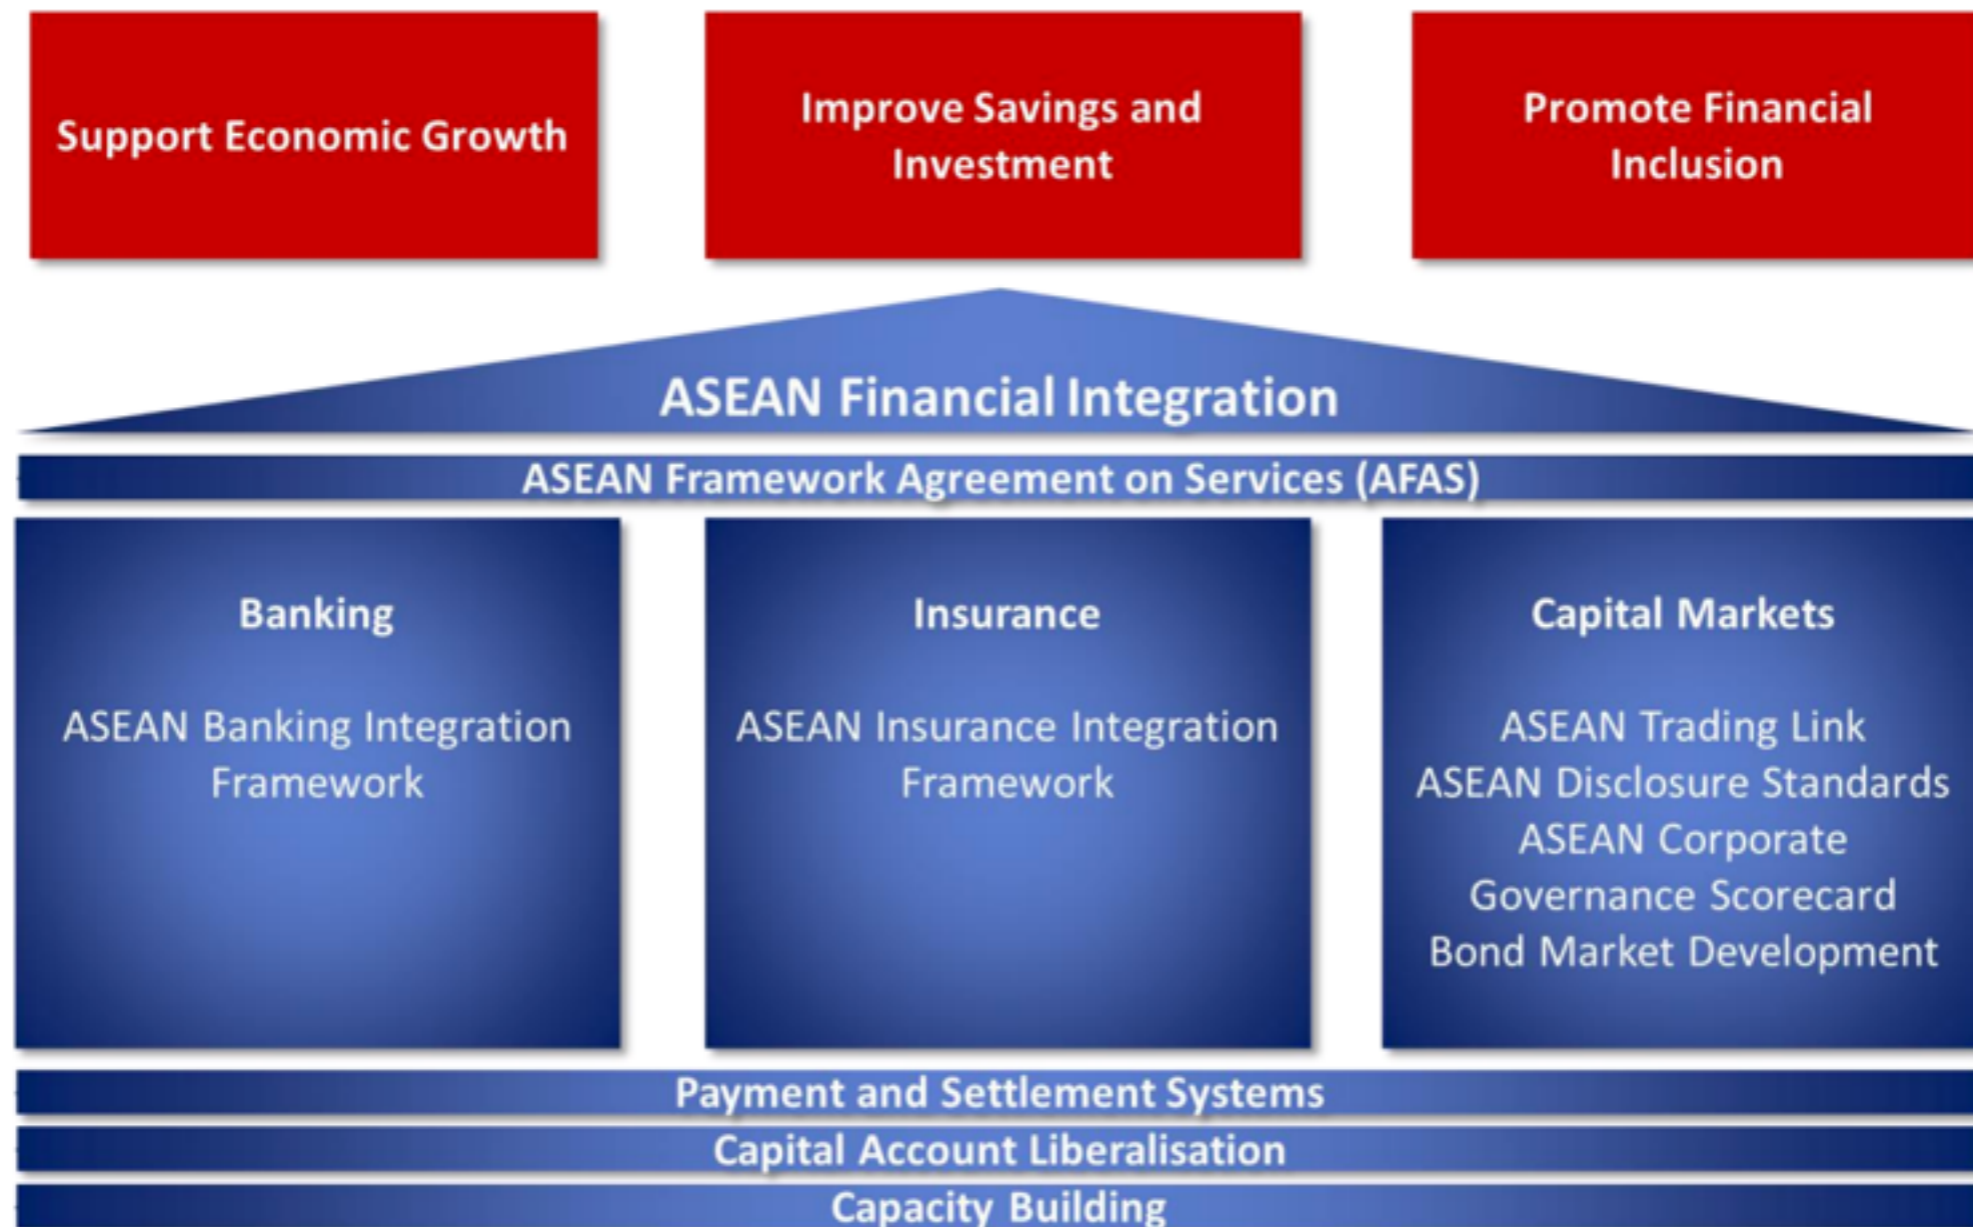 Support Economic Growth
Improve Savings and
Investment
Promote Financial
Inclusion
ASEAN Financial Integration
ASEAN Framework Agreement on Services (AFAS)
Banking
ASEAN Banking Integration
Framework
Insurance
ASEAN Insurance Integration
Framework
Capital Markets
ASEAN Trading Link
ASEAN Disclosure Standards
ASEAN Corporate
Governance Scorecard
Bond Market Development
Payment and Settlement Systems
Capital Account Liberalisation
Capacity Building